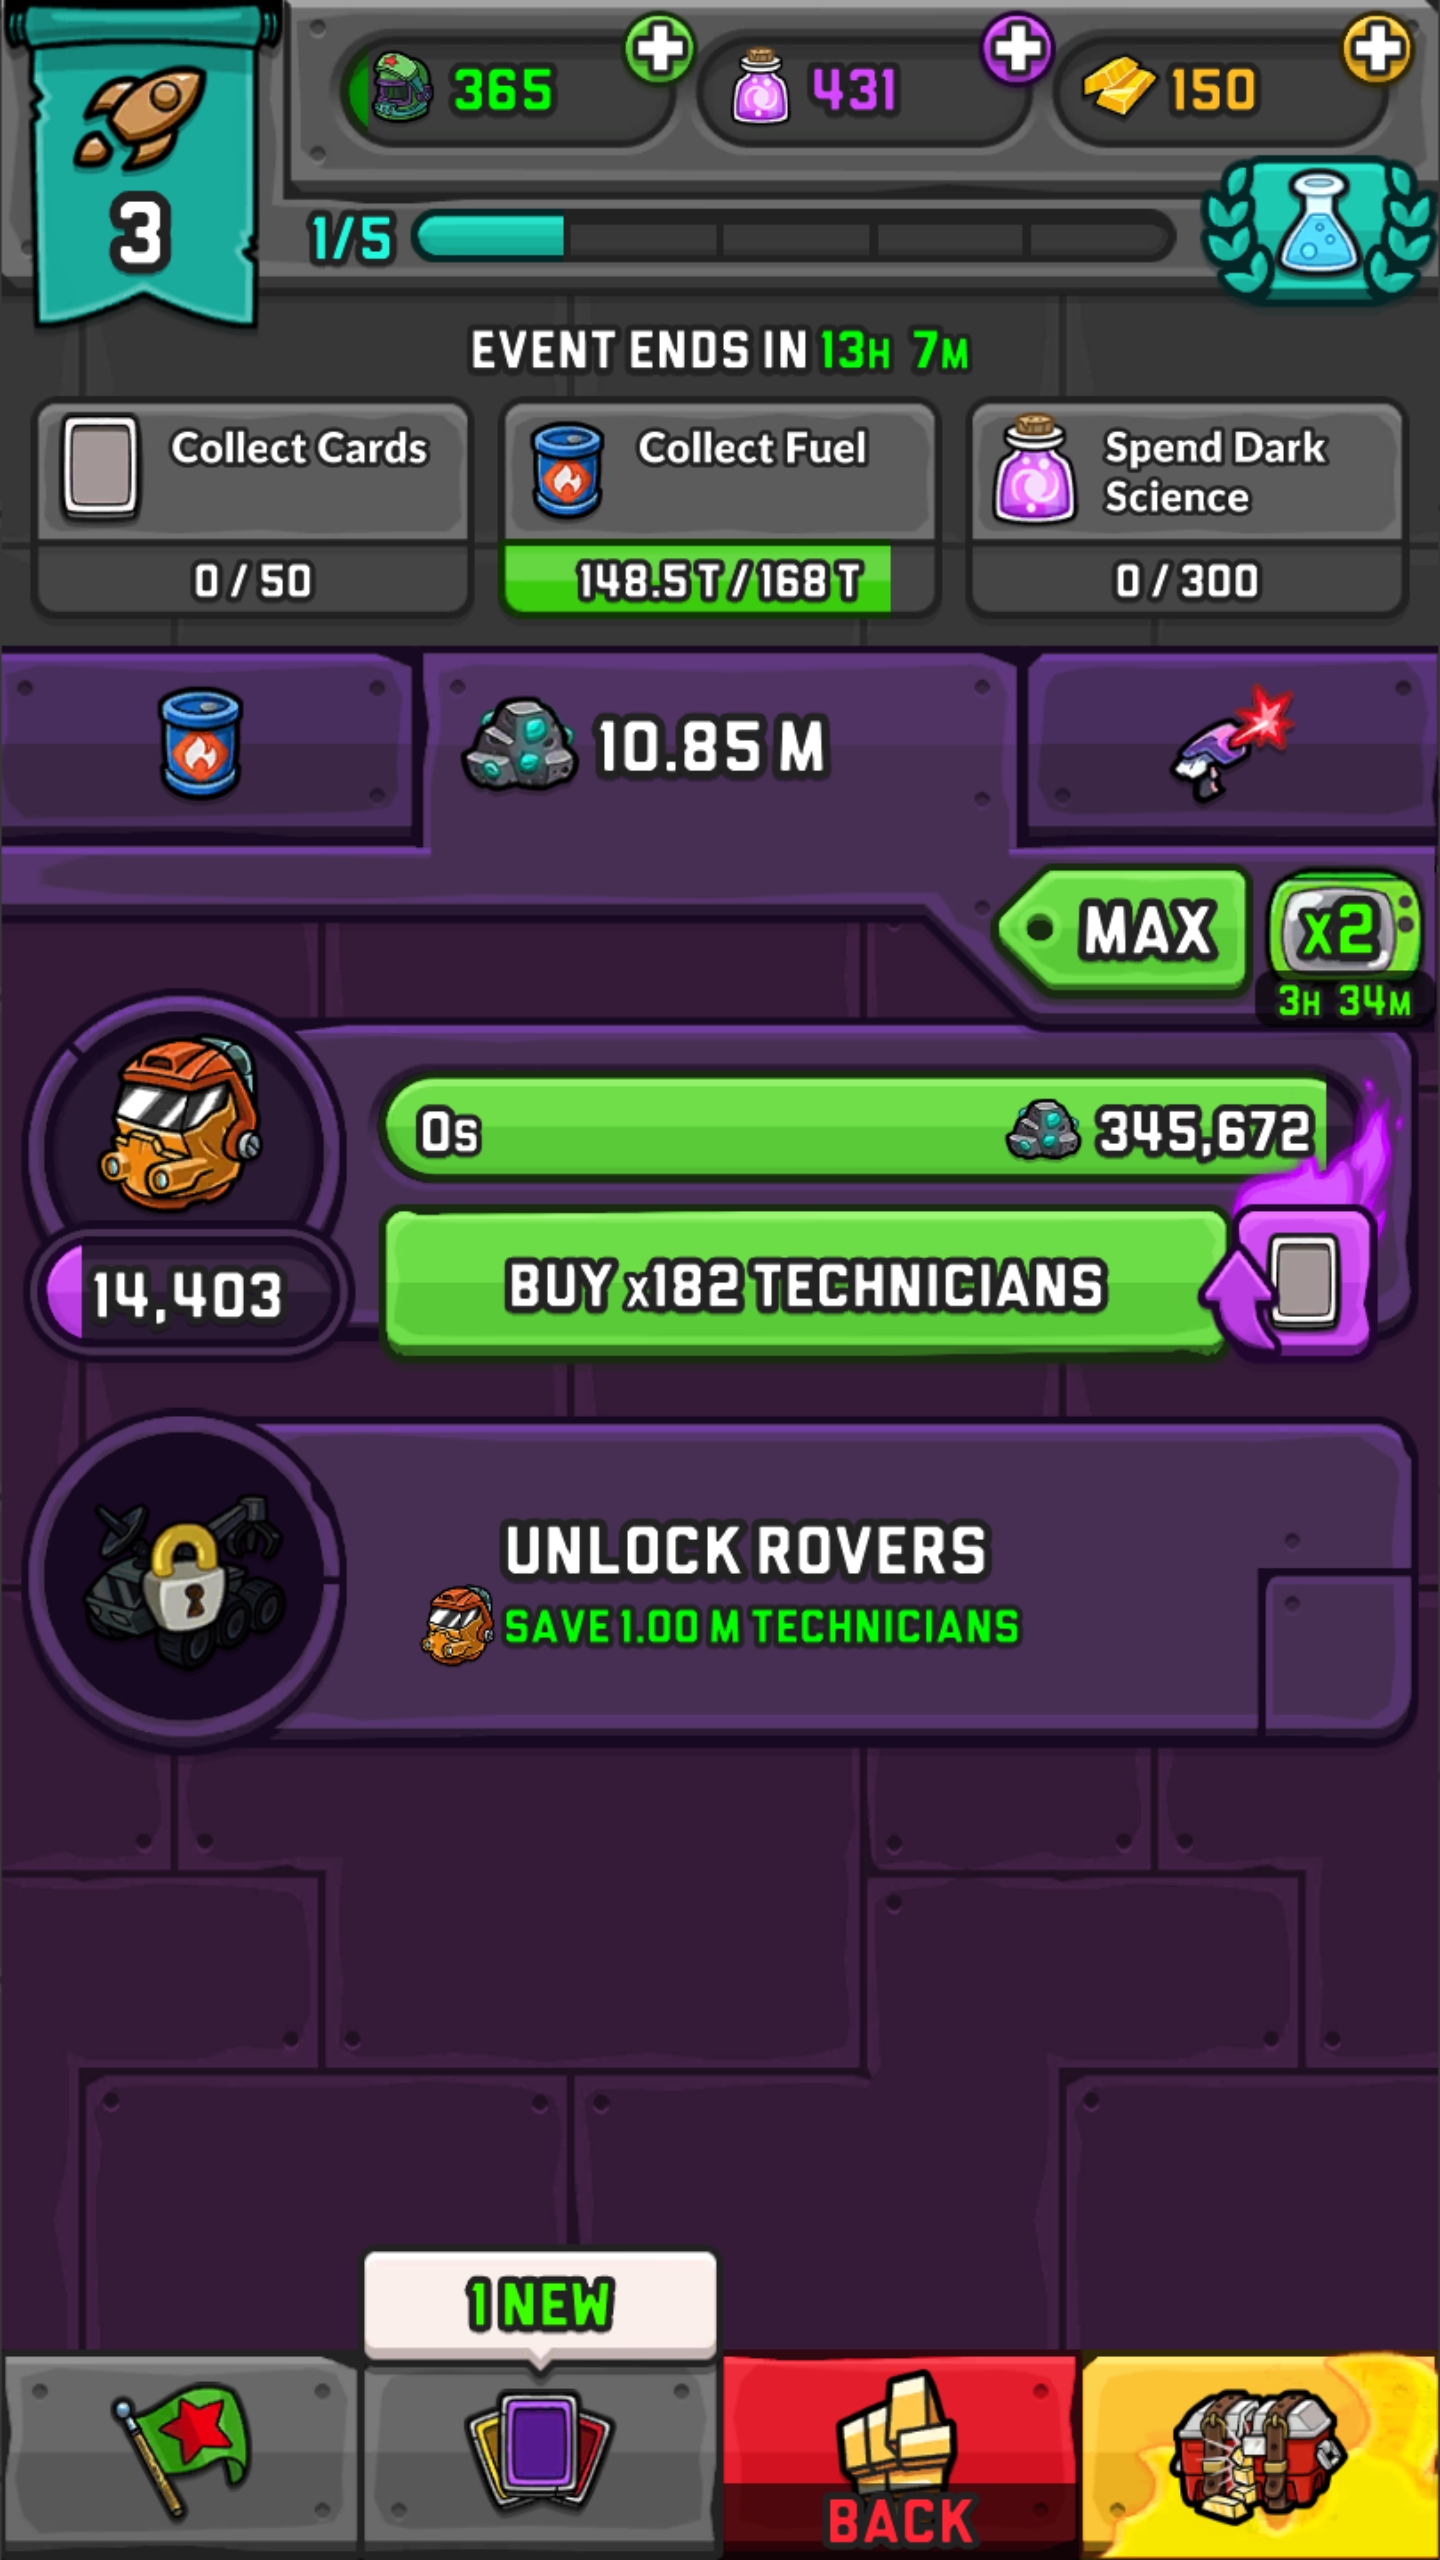 365
431
150
3
1/5
EVENT ENDS IN 13H 7M
Collect Cards
0 / 50
Collect Fuel
148.5 T / 168 T
Spend Dark
Science
0 / 300
10.85 M
MAX
x2
3H 34M
0s
345,672
14,403
BUY x182 TECHNICIANS
UNLOCK ROVERS
SAVE 1.00 M TECHNICIANS
1 NEW
BACK